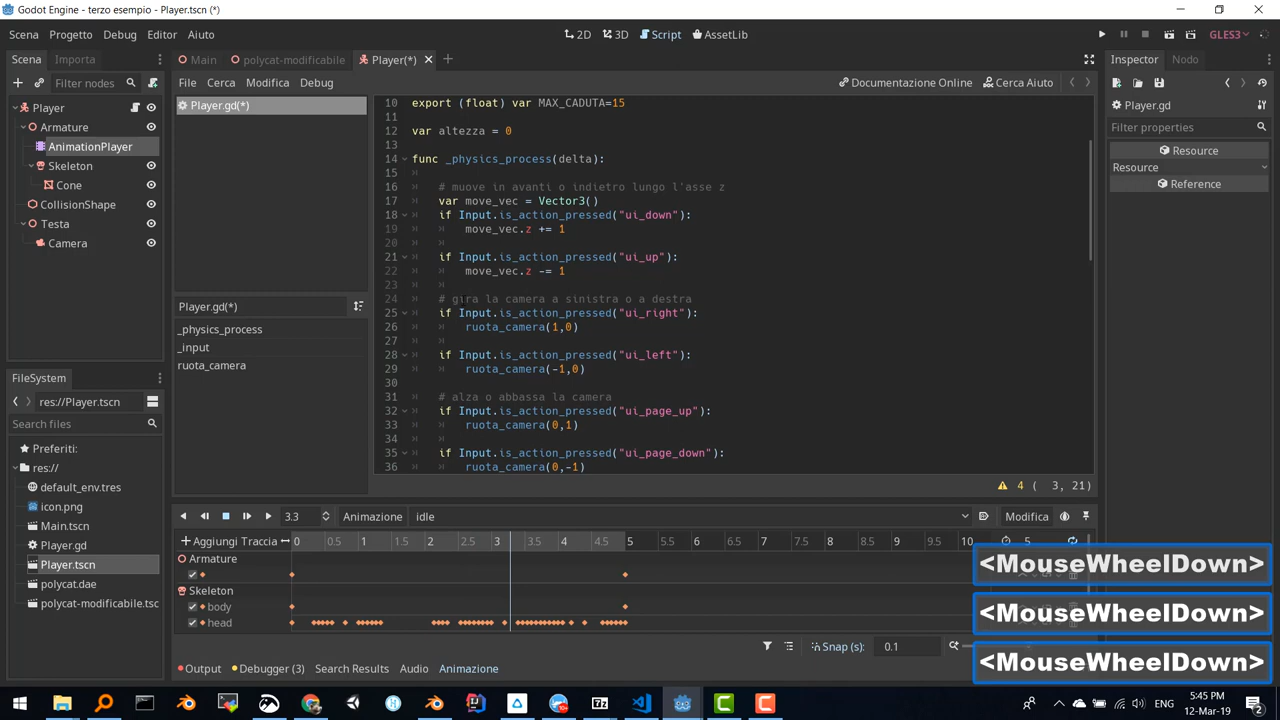 Godot Engine - terzo esempio - Player.tscn (*)
Scena Progetto Debug Editor Aiuto 2D 3D Script AssetLib GLES3
Scena Importa Main polycat-modificabile Player(*) Inspector Nodo
Filter nodes File Cerca Modifica Debug Documentazione Online Cerca Aiuto
Player
Armature
AnimationPlayer
Skeleton
Cone
CollisionShape
Testa
Camera
Player.gd(*)
Player.gd(*)
_physics_process
_input
ruota_camera
10 export (float) var MAX_CADUTA=15
11
12 var altezza = 0
13
14 func _physics_process(delta):
15
16 # muove in avanti o indietro lungo l'asse z
17 var move_vec = Vector3()
18 if Input.is_action_pressed("ui_down"):
19 move_vec.z += 1
20
21 if Input.is_action_pressed("ui_up"):
22 move_vec.z -= 1
23
24 # gira la camera a sinistra o a destra
25 if Input.is_action_pressed("ui_right"):
26 ruota_camera(1,0)
27
28 if Input.is_action_pressed("ui_left"):
29 ruota_camera(-1,0)
30
31 # alza o abbassa la camera
32 if Input.is_action_pressed("ui_page_up"):
33 ruota_camera(0,1)
34
35 if Input.is_action_pressed("ui_page_down"):
36 ruota_camera(0,-1)
4 ( 3, 21)
Player.gd
Filter properties
Resource
Resource
Reference
FileSystem
res://Player.tscn
Search files
Preferiti:
res://
default_env.tres
icon.png
Main.tscn
Player.gd
Player.tscn
polycat.dae
polycat-modificabile.tsc
3.3 Animazione idle Modifica
Aggiungi Traccia 0 0.5 1 1.5 2 2.5 3 3.5 4 4.5 5 6 7 8 9 10 5
Armature
Skeleton
body
head
Snap (s): 0.1
Output Debugger (3) Search Results Audio Animazione
<MouseWheelDown>
<MouseWheelDown>
<MouseWheelDown>
ENG
5:45 PM
12-Mar-19
2